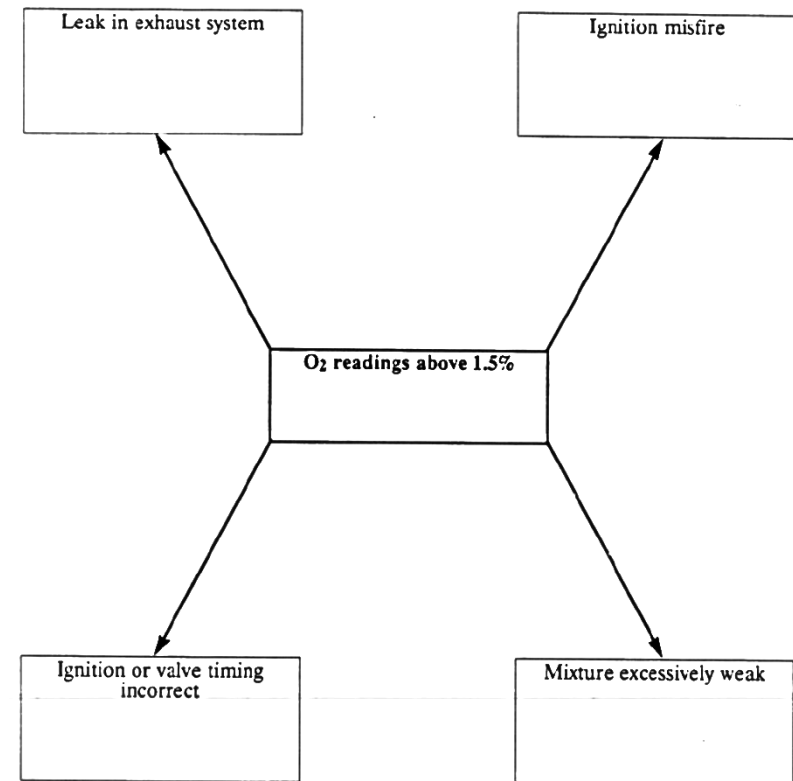 Leak in exhaust system
Ignition misfire
O₂ readings above 1.5%
Ignition or valve timing
incorrect
Mixture excessively weak